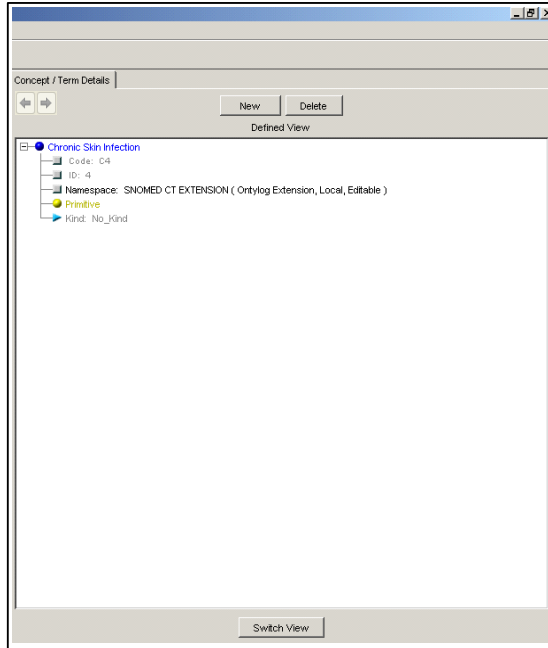 Concept / Term Details
New Delete
Defined View
Chronic Skin Infection
Code: C4
ID: 4
Namespace: SNOMED CT EXTENSION ( Ontylog Extension, Local, Editable )
Primitive
Kind: No_Kind
Switch View